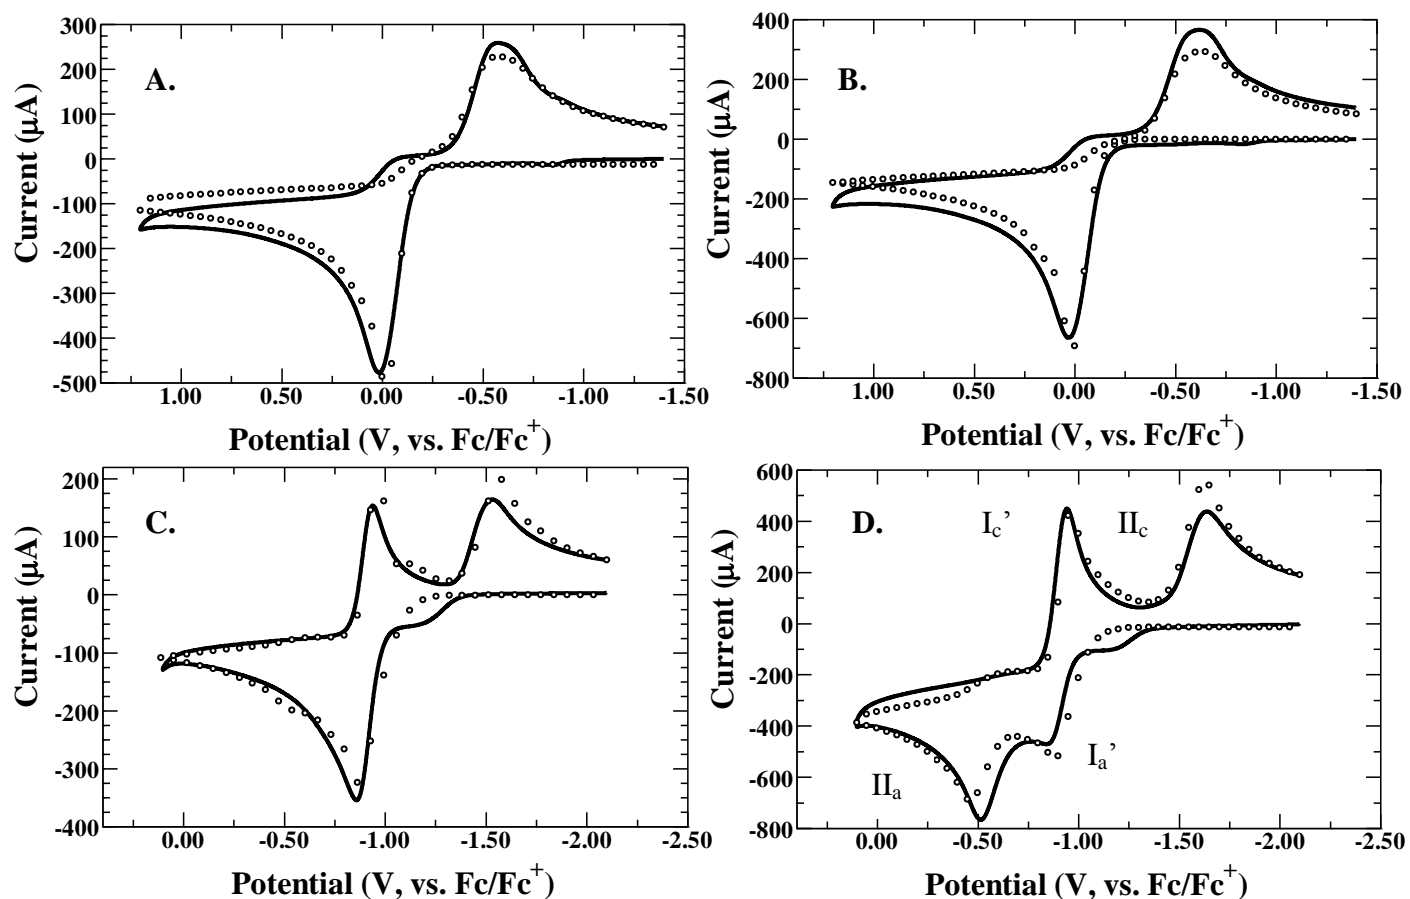 300
200
100
0
-100
-200
-300
-400
-500
Current (μA)
A.
1.00 0.50 0.00 -0.50 -1.00 -1.50
Potential (V, vs. Fc/Fc+)
400
200
0
-200
-400
-600
-800
Current (μA)
B.
1.00 0.50 0.00 -0.50 -1.00 -1.50
Potential (V, vs. Fc/Fc+)
200
100
0
-100
-200
-300
-400
Current (μA)
C.
0.00 -0.50 -1.00 -1.50 -2.00 -2.50
Potential (V, vs. Fc/Fc+)
600
400
200
0
-200
-400
-600
-800
Current (μA)
D.
Ic’
IIc
Ia’
IIa
0.00 -0.50 -1.00 -1.50 -2.00 -2.50
Potential (V, vs. Fc/Fc+)